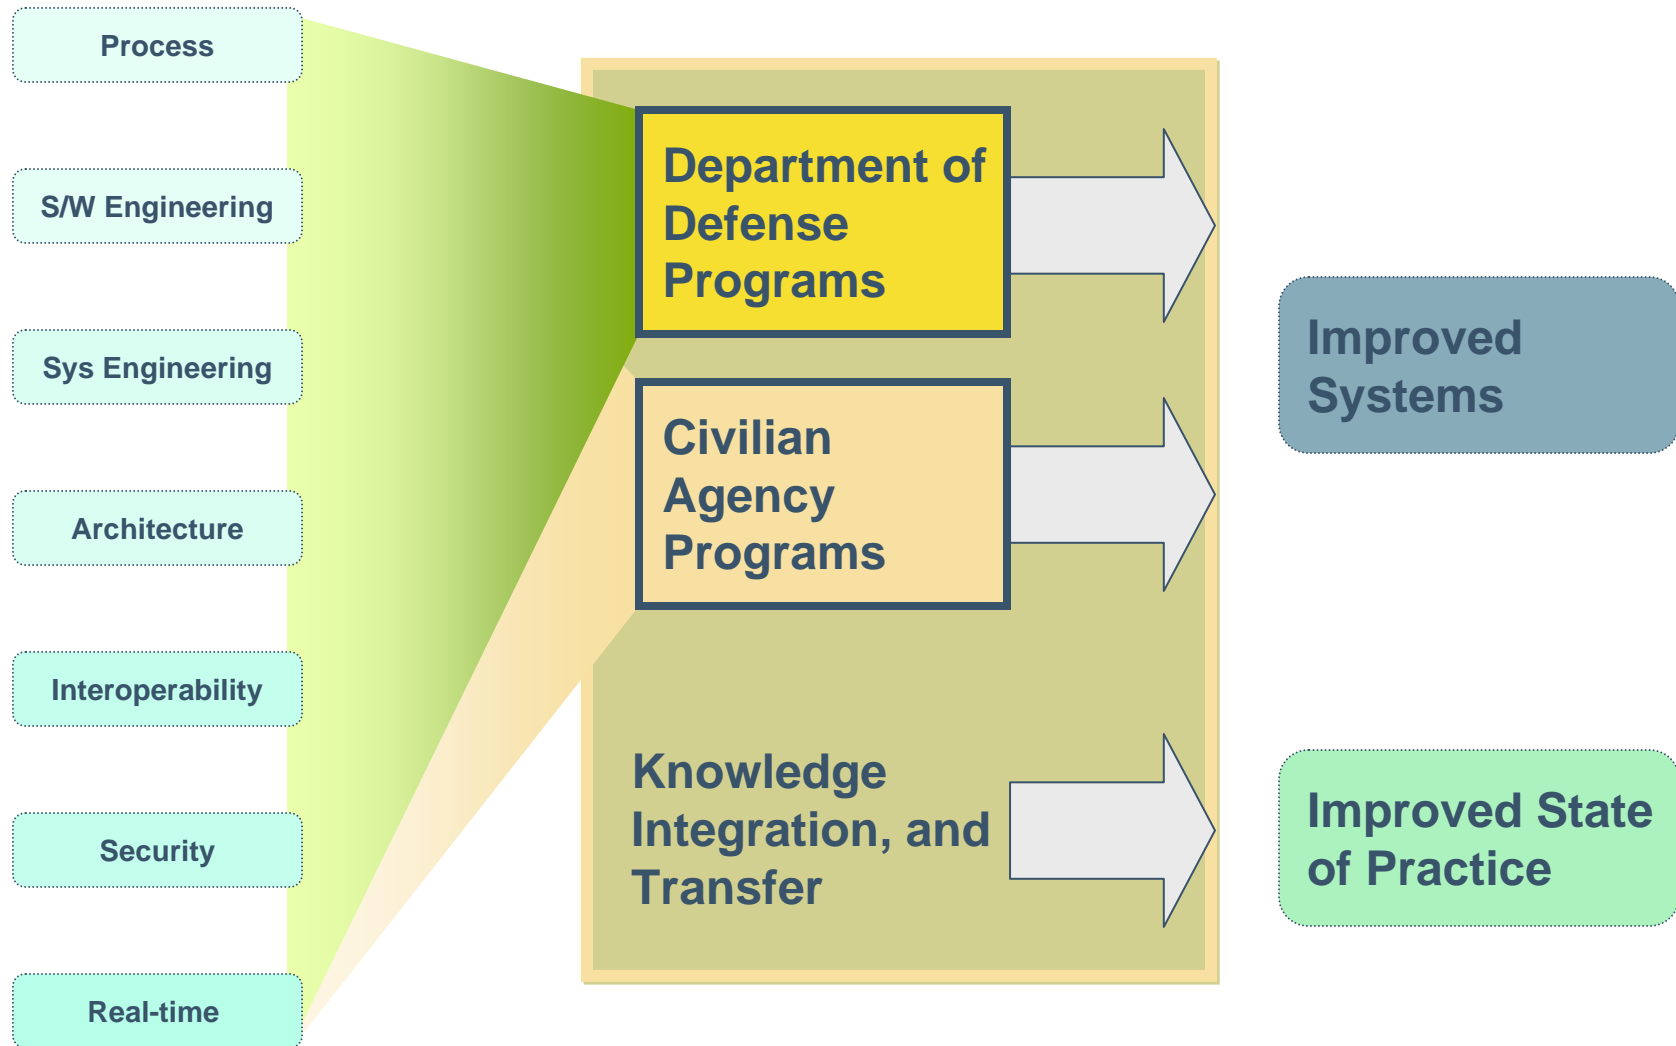 Process
S/W Engineering
Sys Engineering
Architecture
Interoperability
Security
Real-time
Department of
Defense
Programs
Civilian
Agency
Programs
Knowledge
Integration, and
Transfer
Improved
Systems
Improved State
of Practice